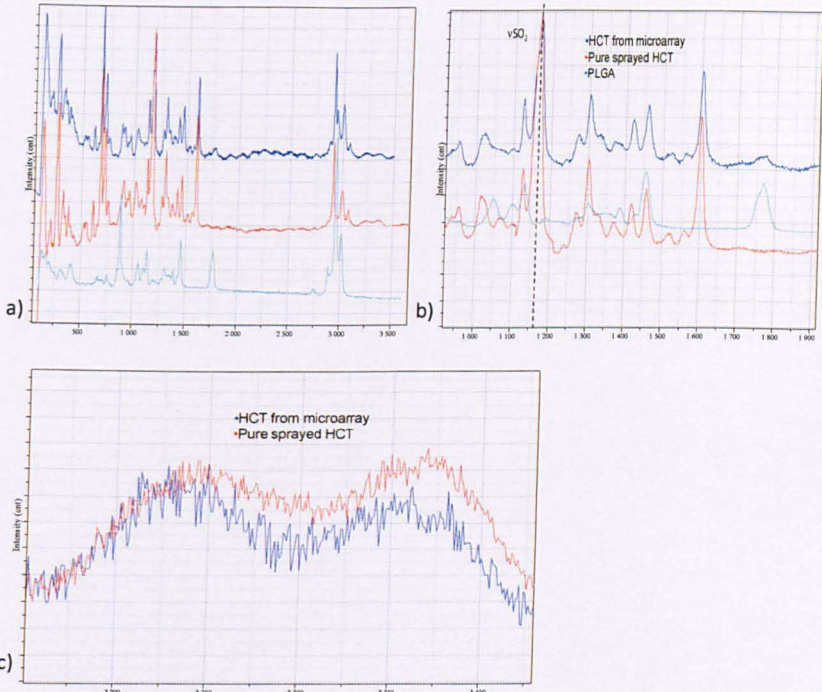 a)
Intensity (cnt)
500
1 000
1 500
2 000
2 500
3 000
3 500
b)
νSO2
•HCT from microarray
•Pure sprayed HCT
•PLGA
Intensity (cnt)
1 000
1 100
1 200
1 300
1 400
1 500
1 600
1 700
1 800
1 900
c)
•HCT from microarray
•Pure sprayed HCT
Intensity (cnt)